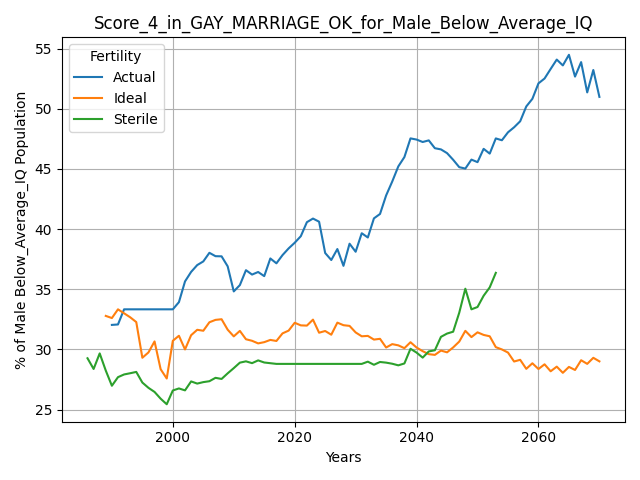 Score_4_in_GAY_MARRIAGE_OK_for_Male_Below_Average_IQ
Fertility
Actual
Ideal
Sterile
% of Male Below_Average_IQ Population
55
50
45
40
35
30
25
2000
2020
2040
2060
Years